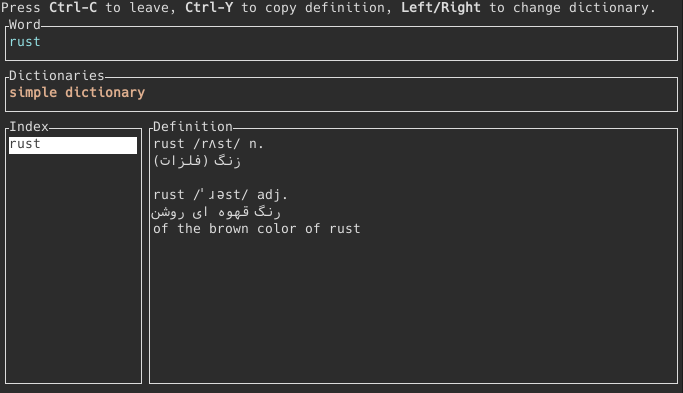 Press Ctrl-C to leave, Ctrl-Y to copy definition, Left/Right to change dictionary.
Word
rust
Dictionaries
simple dictionary
Index
rust
Definition
rust /rʌst/ n.
زنگ (فلزات)
rust /ˈɹəst/ adj.
رنگ قهوه ای روشن
of the brown color of rust